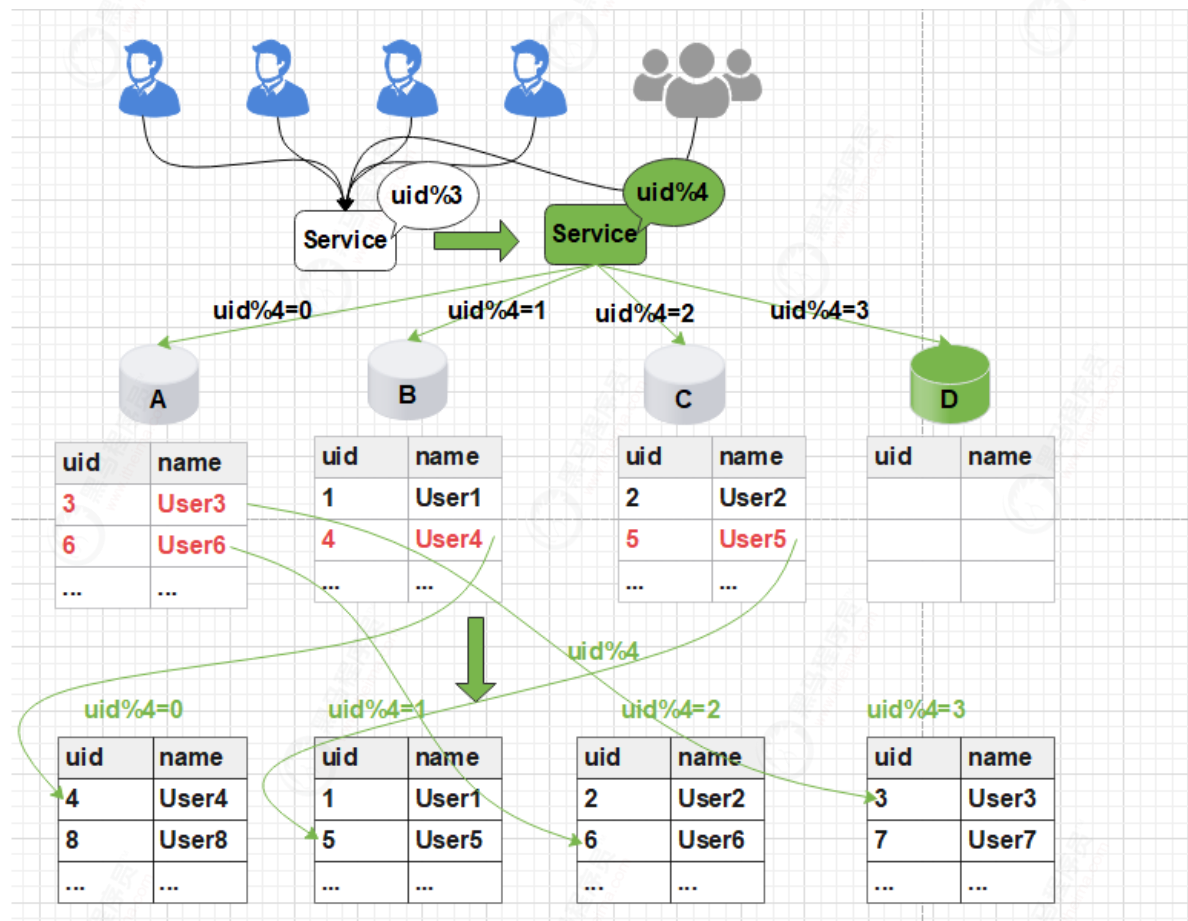 uid%3
uid%4
Service
Service
uid%4=0
uid%4=1
uid%4=2
uid%4=3
A
B
C
D
uid name
3 User3
6 User6
... ...
uid name
1 User1
4 User4
... ...
uid name
2 User2
5 User5
... ...
uid name
uid%4
uid%4=0
uid%4=1
uid%4=2
uid%4=3
uid name
4 User4
8 User8
... ...
uid name
1 User1
5 User5
... ...
uid name
2 User2
6 User6
... ...
uid name
3 User3
7 User7
... ...